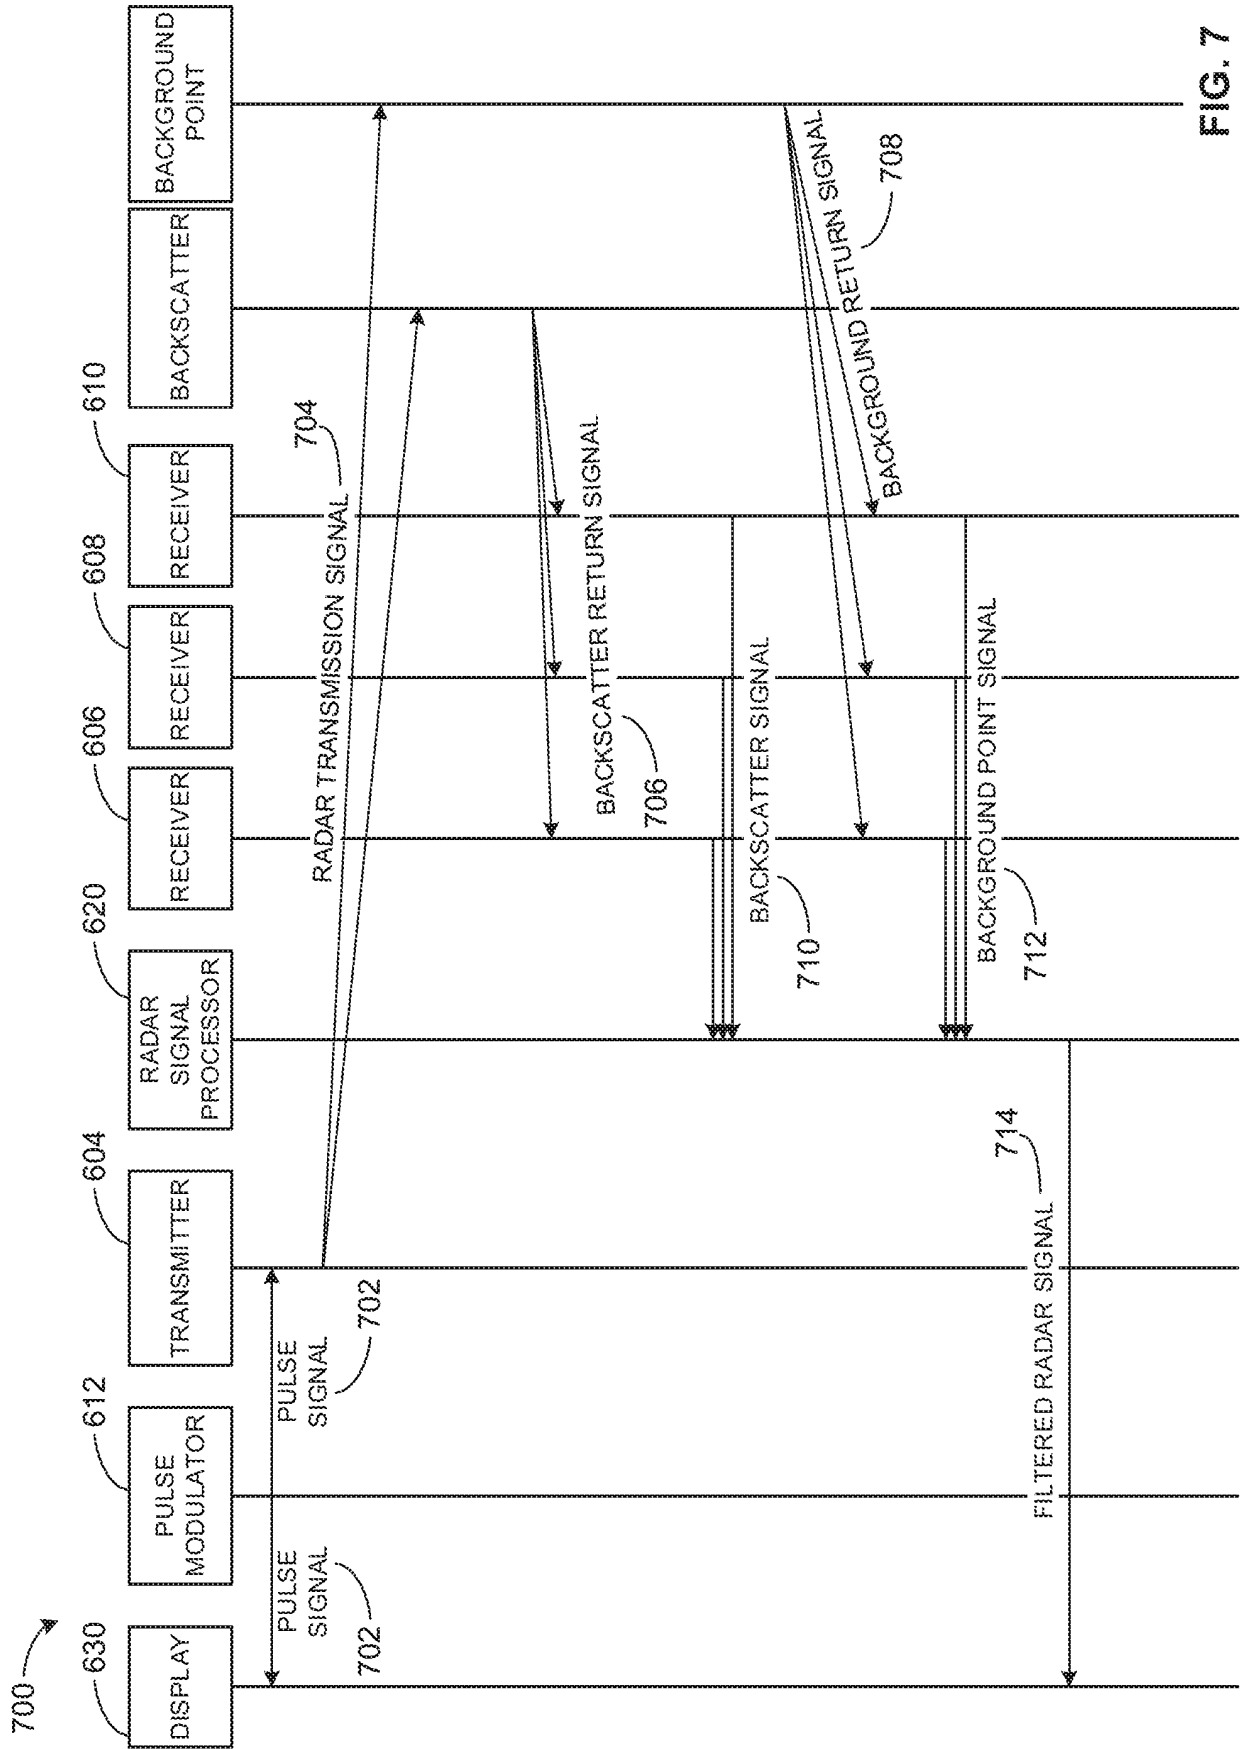 700
630
612
604
620
606
608
610
DISPLAY
PULSE
MODULATOR
TRANSMITTER
RADAR
SIGNAL
PROCESSOR
RECEIVER
RECEIVER
RECEIVER
BACKSCATTER
BACKGROUND
POINT
PULSE
SIGNAL
702
PULSE
SIGNAL
702
RADAR TRANSMISSION SIGNAL
704
BACKSCATTER RETURN SIGNAL
706
BACKSCATTER SIGNAL
710
BACKGROUND RETURN SIGNAL
708
BACKGROUND POINT SIGNAL
712
FILTERED RADAR SIGNAL
714
FIG. 7